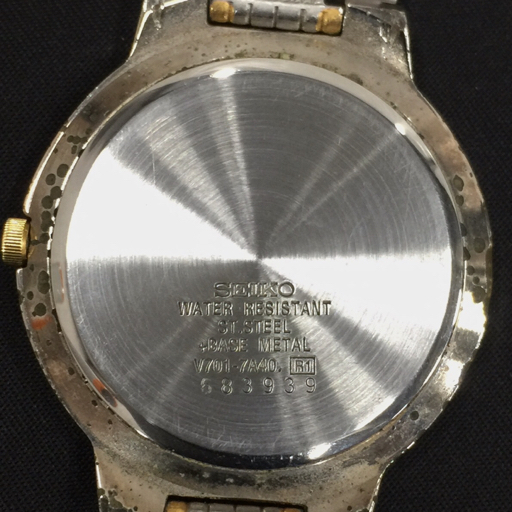 SEIKO
WATER RESISTANT
ST.STEEL
+BASE METAL
V701-7A40. R1
683939